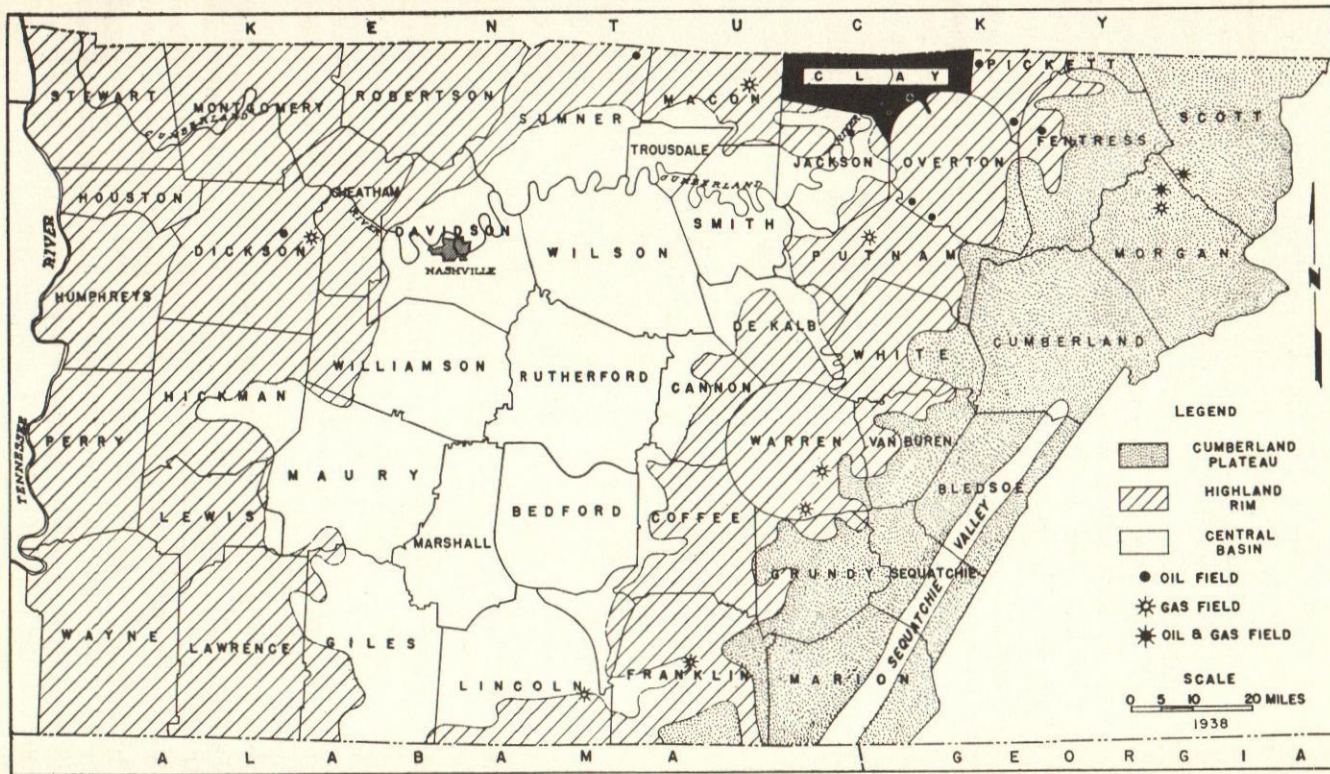 K E N T U C K Y
STEWART
CUMBERLAND
MONTGOMERY
ROBERTSON
SUMNER
MACON
CLAY
PICKETT
SCOTT
TROUSDALE
JACKSON
RIVER
OVERTON
FENTRESS
HOUSTON
CHEATHAM
RIVER
DAVIDSON
NASHVILLE
CUMBERLAND
SMITH
RIVER
DICKSON
WILSON
PUTNAM
MORGAN
N
HUMPHREYS
DE KALB
WHITE
CUMBERLAND
WILLIAMSON
RUTHERFORD
CANNON
HICKMAN
PERRY
WARREN
VAN BUREN
TENNESSEE
MAURY
BLEDSOE
LEWIS
MARSHALL
BEDFORD
COFFEE
GRUNDY
SEQUATCHIE
SEQUATCHIE VALLEY
WAYNE
LAWRENCE
GILES
LINCOLN
FRANKLIN
MARION
LEGEND
CUMBERLAND
PLATEAU
HIGHLAND
RIM
CENTRAL
BASIN
OIL FIELD
GAS FIELD
OIL & GAS FIELD
SCALE
0 5 10 20 MILES
1938
A L A B A M A
G E O R G I A